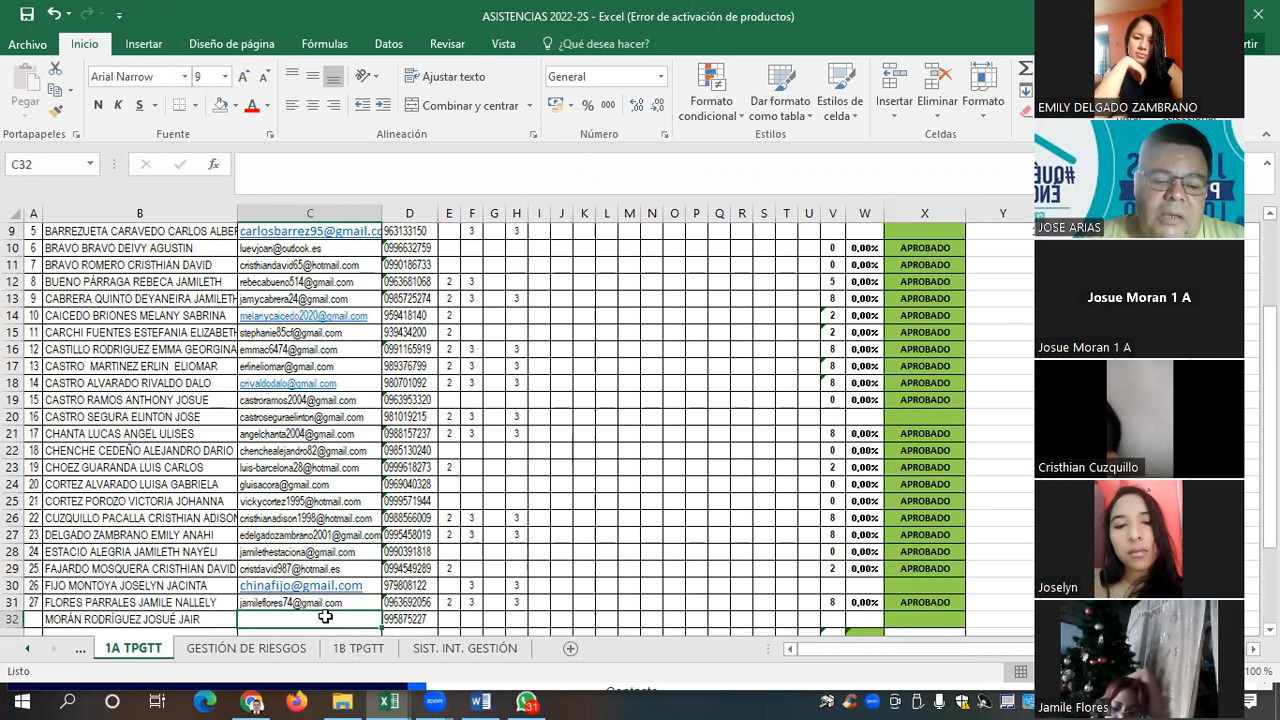 ASISTENCIAS 2022-2S - Excel (Error de activación de productos)
Archivo Inicio Insertar Diseño de página Fórmulas Datos Revisar Vista ¿Qué desea hacer?
Pegar Arial Narrow 9 Ajustar texto General Formato condicional Dar formato como tabla Estilos de celda Insertar Eliminar Formato
N K S A Combinar y centrar % 000
Portapapeles Fuente Alineación Número Estilos Celdas
C32 fx
A B C D E F G H I J K L M N O P Q R S T U V W X Y
9 5 BARREZUETA CARAVEDO CARLOS ALBER carlosbarrez95@gmail.co 963133150 3 3
10 6 BRAVO BRAVO DEIVY AGUSTIN luevjoan@outlook.es 0996632759 0 0,00% APROBADO
11 7 BRAVO ROMERO CRISTHIAN DAVID cristhiandavid65@hotmail.com 0990186733 0 0,00% APROBADO
12 8 BUENO PÁRRAGA REBECA JAMILETH rebecabueno514@gmail.com 0963681068 2 3 5 0,00% APROBADO
13 9 CABRERA QUINTO DEYANEIRA JAMILETH jamycabrera24@gmail.com 0985725274 2 3 3 8 0,00% APROBADO
14 10 CAICEDO BRIONES MELANY SABRINA melanycaicedo2020@gmail.com 959418140 2 2 0,00% APROBADO
15 11 CARCHI FUENTES ESTEFANIA ELIZABETH stephanie85cf@gmail.com 939434200 2 2 0,00% APROBADO
16 12 CASTILLO RODRIGUEZ EMMA GEORGINA emmac6474@gmail.com 0991165919 2 3 3 8 0,00% APROBADO
17 13 CASTRO MARTINEZ ERLIN ELIOMAR erlineliomar@gmail.com 989376799 2 3 3 8 0,00% APROBADO
18 14 CASTRO ALVARADO RIVALDO DALO crivaldodalo@gmail.com 980701092 2 3 3 8 0,00% APROBADO
19 15 CASTRO RAMOS ANTHONY JOSUE castroramos2004@gmail.com 0963953320 0 0,00% APROBADO
20 16 CASTRO SEGURA ELINTON JOSE castroseguraelinton@gmail.com 981019215 2 3 3
21 17 CHANTA LUCAS ANGEL ULISES angelchanta2004@gmail.com 0988157237 2 3 3 8 0,00% APROBADO
22 18 CHENCHE CEDEÑO ALEJANDRO DARIO chenchealejandro82@gmail.com 0985130240 0 0,00% APROBADO
23 19 CHOEZ GUARANDA LUIS CARLOS luis-barcelona28@hotmail.com 0999618273 2 2 0,00% APROBADO
24 20 CORTEZ ALVARADO LUISA GABRIELA gluisacora@gmail.com 0969040328 0 0,00% APROBADO
25 21 CORTEZ POROZO VICTORIA JOHANNA vickycortez1995@hotmail.com 0999571944 0 0,00% APROBADO
26 22 CUZQUILLO PACALLA CRISTHIAN ADISON cristhianadison1998@hotmail.com 0988566009 2 3 3 8 0,00% APROBADO
27 23 DELGADO ZAMBRANO EMILY ANAHI edelgadozambrano2001@gmail.com 0995458019 2 3 3 8 0,00% APROBADO
28 24 ESTACIO ALEGRIA JAMILETH NAYELI jamilethestaciona@gmail.com 0990391818 0 0,00% APROBADO
29 25 FAJARDO MOSQUERA CRISTHIAN DAVID cristdavid987@hotmail.es 0994549289 2 2 0,00% APROBADO
30 26 FIJO MONTOYA JOSELYN JACINTA chinafijo@gmail.com 979808122 3 3
31 27 FLORES PARRALES JAMILE NALLELY jamileflores74@gmail.com 0963692056 2 3 3 8 0,00% APROBADO
32 MORÁN RODRÍGUEZ JOSUÉ JAIR 995875227
... 1A TPGTT GESTIÓN DE RIESGOS 1B TPGTT SIST. INT. GESTIÓN
Listo 100 %
zoom 31
EMILY DELGADO ZAMBRANO
#QUÉ
JOSE ARIAS
Josue Moran 1 A
Josue Moran 1 A
Cristhian Cuzquillo
Joselyn
Jamile Flores